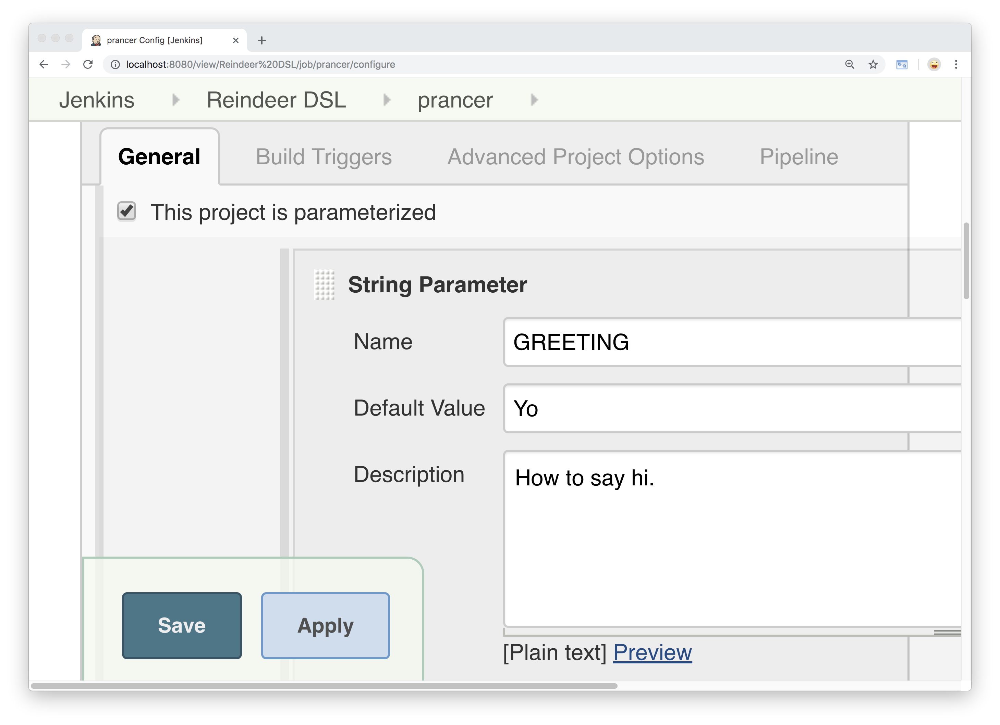 prancer Config [Jenkins]
localhost:8080/view/Reindeer%20DSL/job/prancer/configure
Jenkins Reindeer DSL prancer
General Build Triggers Advanced Project Options Pipeline
This project is parameterized
String Parameter
Name GREETING
Default Value Yo
Description How to say hi.
Save Apply
[Plain text] Preview